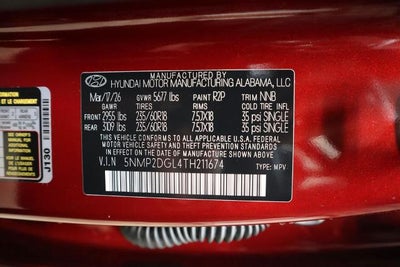 MANUFACTURED BY
HYUNDAI MOTOR MANUFACTURING ALABAMA, LLC
Mar/17/26 GVWR 5677 lbs PAINT R2P TRIM NNB
GAWR TIRES RIMS COLD TIRE INFL
FRONT 2955 lbs 235/60R18 7.5JX18 35 psi SINGLE
REAR 3109 lbs 235/60R18 7.5JX18 35 psi SINGLE
THIS VEHICLE CONFORMS TO ALL APPLICABLE U.S.A. FEDERAL
MOTOR VEHICLE SAFETY AND THEFT PREVENTION STANDARDS
IN EFFECT ON THE DATE OF MANUFACTURE SHOWN ABOVE.
V.I.N 5NMP2DGL4TH211674 TYPE: MPV
J130